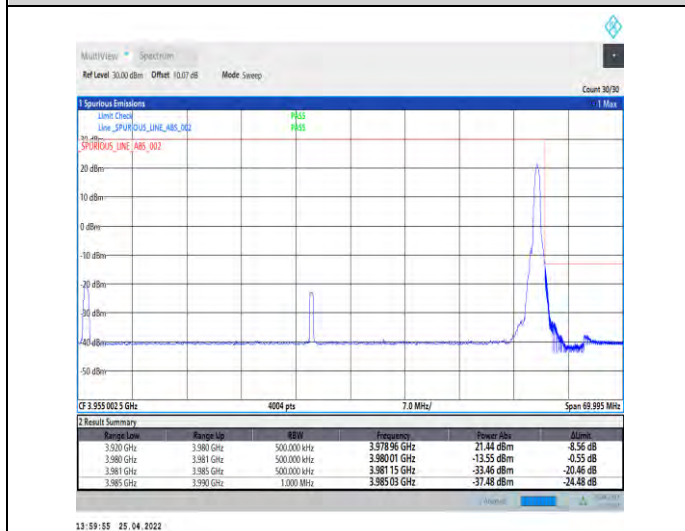 MultiView Spectrum
Ref Level 30.00 dBm Offset 10.07 dB Mode Sweep
Count 30/30
1 Spurious Emissions 1 Max
Limit Check PASS
Line _SPURIOUS_LINE_ABS_002 PASS
30 dBm
_SPURIOUS_LINE_ABS_002
20 dBm
10 dBm
0 dBm
-10 dBm
-20 dBm
-30 dBm
-40 dBm
-50 dBm
CF 3.955 002 5 GHz 4004 pts 7.0 MHz/ Span 69.995 MHz
2 Result Summary
Range Low Range Up RBW Frequency Power Abs ΔLimit
3.920 GHz 3.980 GHz 500.000 kHz 3.978 96 GHz 21.44 dBm -8.56 dB
3.980 GHz 3.981 GHz 500.000 kHz 3.980 01 GHz -13.55 dBm -0.55 dB
3.981 GHz 3.985 GHz 500.000 kHz 3.981 15 GHz -33.46 dBm -20.46 dB
3.985 GHz 3.990 GHz 1.000 MHz 3.985 03 GHz -37.48 dBm -24.48 dB
13:59:55 25.04.2022